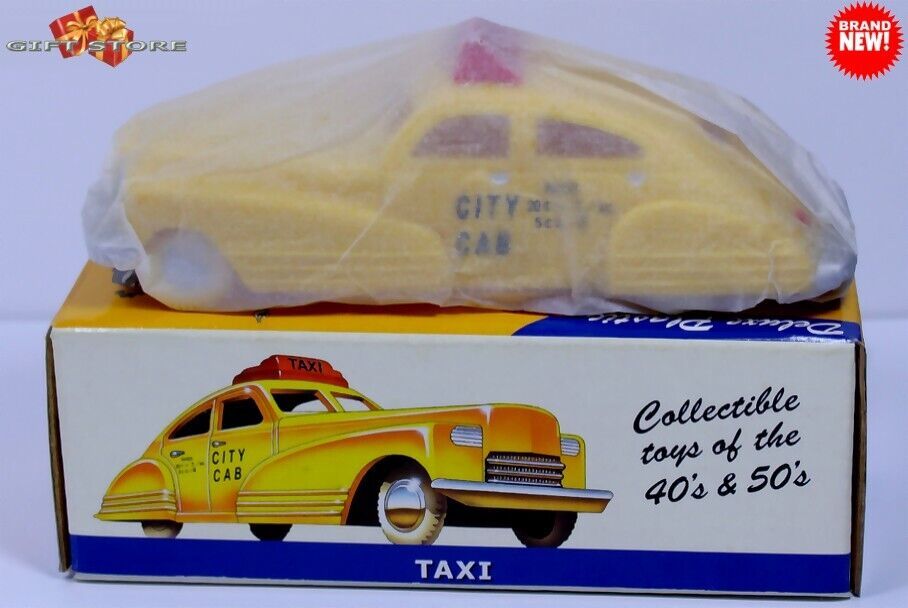 GIFT STORE
BRAND
NEW!
CITY
CAB
Deluxe Plastic
TAXI
CITY
CAB
Collectible
toys of the
40's & 50's
TAXI